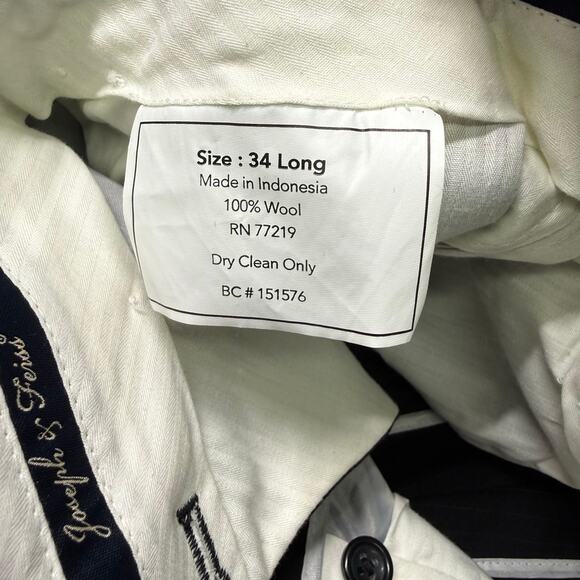 Size : 34 Long
Made in Indonesia
100% Wool
RN 77219
Dry Clean Only
BC # 151576
Joseph & Feiss